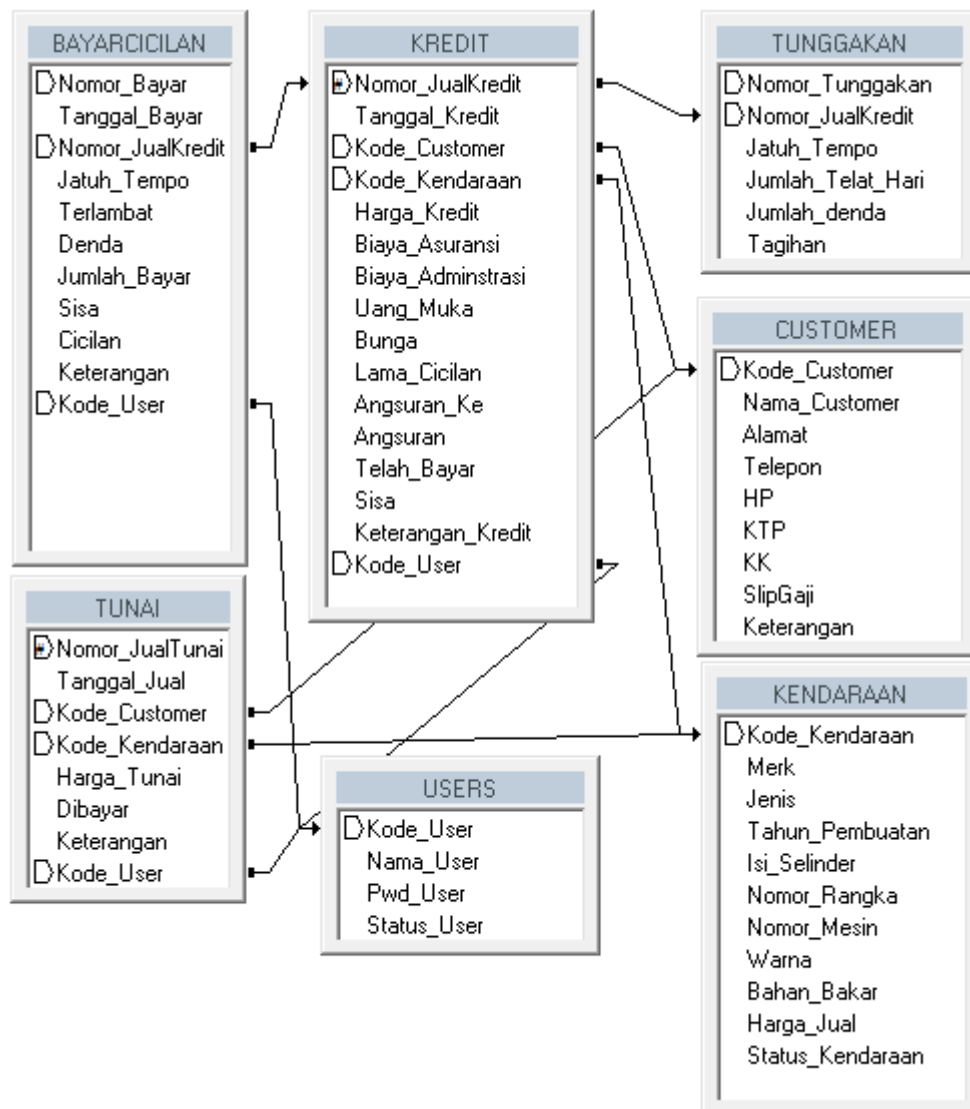 BAYARCICILAN
Nomor_Bayar
Tanggal_Bayar
Nomor_JualKredit
Jatuh_Tempo
Terlambat
Denda
Jumlah_Bayar
Sisa
Cicilan
Keterangan
Kode_User
KREDIT
Nomor_JualKredit
Tanggal_Kredit
Kode_Customer
Kode_Kendaraan
Harga_Kredit
Biaya_Asuransi
Biaya_Adminstrasi
Uang_Muka
Bunga
Lama_Cicilan
Angsuran_Ke
Angsuran
Telah_Bayar
Sisa
Keterangan_Kredit
Kode_User
TUNGGAKAN
Nomor_Tunggakan
Nomor_JualKredit
Jatuh_Tempo
Jumlah_Telat_Hari
Jumlah_denda
Tagihan
CUSTOMER
Kode_Customer
Nama_Customer
Alamat
Telepon
HP
KTP
KK
SlipGaji
Keterangan
TUNAI
Nomor_JualTunai
Tanggal_Jual
Kode_Customer
Kode_Kendaraan
Harga_Tunai
Dibayar
Keterangan
Kode_User
USERS
Kode_User
Nama_User
Pwd_User
Status_User
KENDARAAN
Kode_Kendaraan
Merk
Jenis
Tahun_Pembuatan
Isi_Selinder
Nomor_Rangka
Nomor_Mesin
Warna
Bahan_Bakar
Harga_Jual
Status_Kendaraan